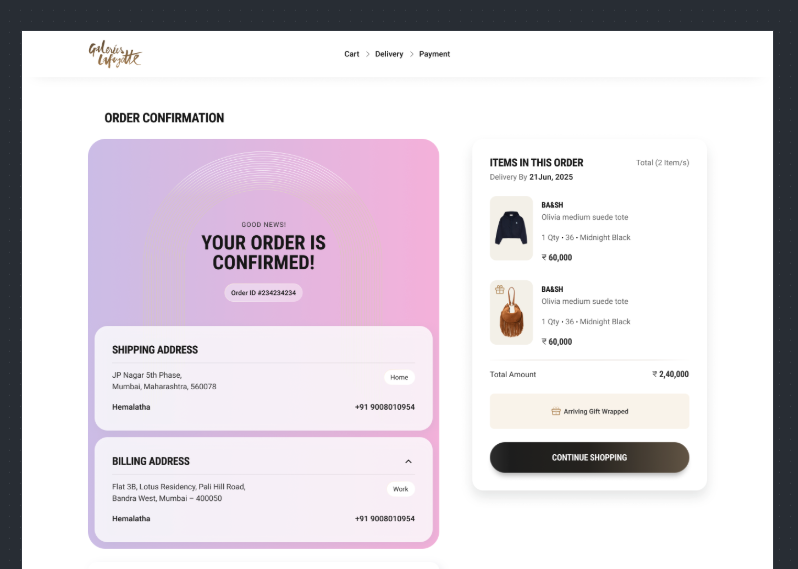 Galeries
Lafayette
Cart > Delivery > Payment
ORDER CONFIRMATION
GOOD NEWS!
YOUR ORDER IS
CONFIRMED!
Order ID #234234234
SHIPPING ADDRESS
JP Nagar 5th Phase,
Mumbai, Maharashtra, 560078
Home
Hemalatha
+91 9008010954
BILLING ADDRESS
Flat 3B, Lotus Residency, Pali Hill Road,
Bandra West, Mumbai – 400050
Work
Hemalatha
+91 9008010954
ITEMS IN THIS ORDER
Total (2 Item/s)
Delivery By 21Jun, 2025
BA&SH
Olivia medium suede tote
1 Qty • 36 • Midnight Black
₹ 60,000
BA&SH
Olivia medium suede tote
1 Qty • 36 • Midnight Black
₹ 60,000
Total Amount
₹ 2,40,000
Arriving Gift Wrapped
CONTINUE SHOPPING